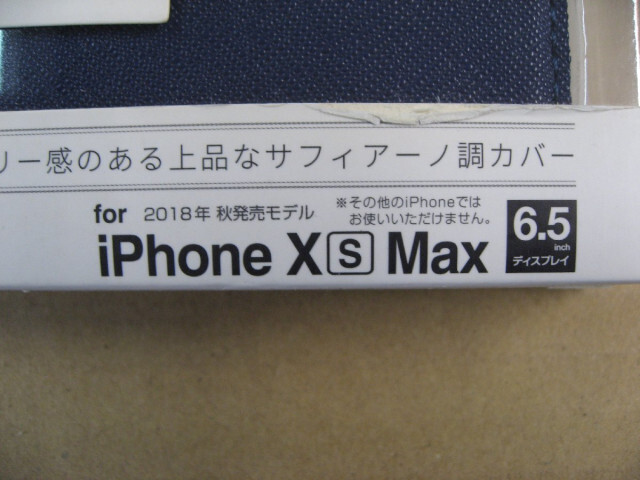 リー感のある上品なサフィアーノ調カバー
for 2018年 秋発売モデル
※その他のiPhoneでは
お使いいただけません。
iPhone XS Max
6.5
inch
ディスプレイ